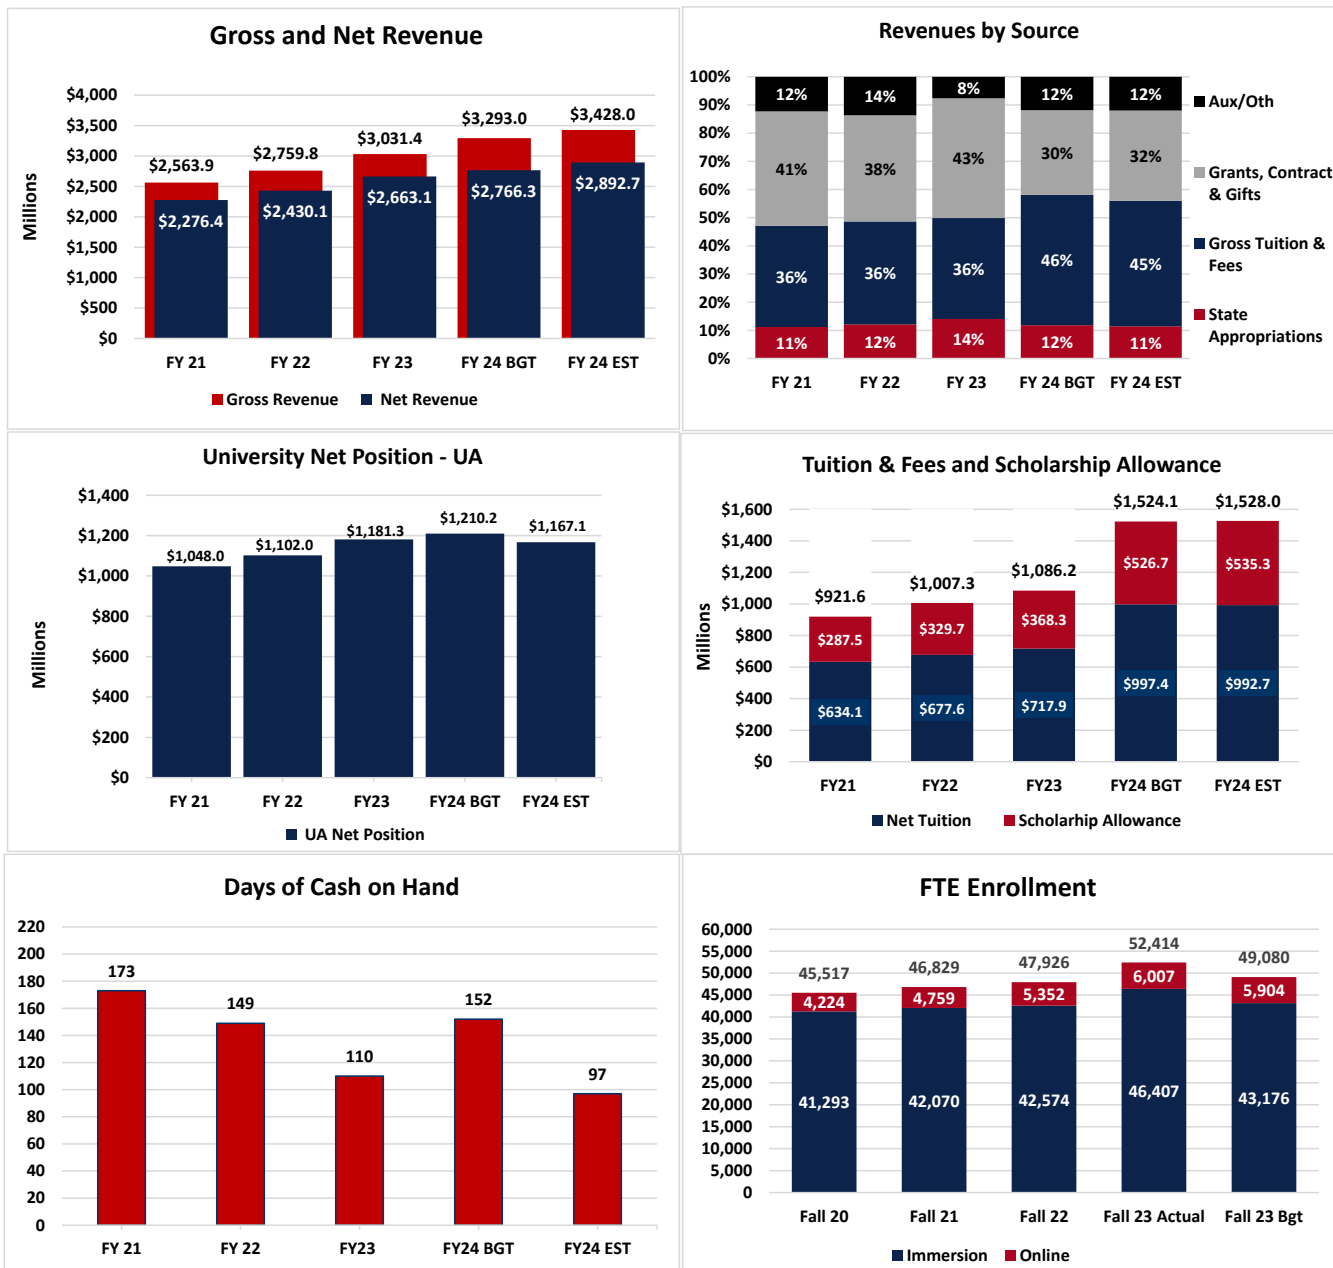 Gross and Net Revenue
Millions
$4,000
$3,500
$3,000
$2,500
$2,000
$1,500
$1,000
$500
$0
$2,563.9
$2,759.8
$3,031.4
$3,293.0
$3,428.0
$2,276.4
$2,430.1
$2,663.1
$2,766.3
$2,892.7
FY 21
FY 22
FY 23
FY 24 BGT
FY 24 EST
Gross Revenue
Net Revenue
Revenues by Source
100%
90%
80%
70%
60%
50%
40%
30%
20%
10%
0%
12%
14%
8%
12%
12%
41%
38%
43%
30%
32%
36%
36%
36%
46%
45%
11%
12%
14%
12%
11%
FY 21
FY 22
FY 23
FY 24 BGT
FY 24 EST
Aux/Oth
Grants, Contract
& Gifts
Gross Tuition &
Fees
State
Appropriations
University Net Position - UA
Millions
$1,400
$1,200
$1,000
$800
$600
$400
$200
$0
$1,048.0
$1,102.0
$1,181.3
$1,210.2
$1,167.1
FY 21
FY 22
FY23
FY24 BGT
FY24 EST
UA Net Position
Tuition & Fees and Scholarship Allowance
Millions
$1,600
$1,400
$1,200
$1,000
$800
$600
$400
$200
$0
$921.6
$1,007.3
$1,086.2
$1,524.1
$1,528.0
$287.5
$329.7
$368.3
$526.7
$535.3
$634.1
$677.6
$717.9
$997.4
$992.7
FY21
FY22
FY23
FY24 BGT
FY24 EST
Net Tuition
Scholarhip Allowance
Days of Cash on Hand
220
200
180
160
140
120
100
80
60
40
20
0
173
149
110
152
97
FY 21
FY 22
FY23
FY24 BGT
FY24 EST
FTE Enrollment
60,000
55,000
50,000
45,000
40,000
35,000
30,000
25,000
20,000
15,000
10,000
5,000
0
45,517
46,829
47,926
52,414
49,080
4,224
4,759
5,352
6,007
5,904
41,293
42,070
42,574
46,407
43,176
Fall 20
Fall 21
Fall 22
Fall 23 Actual
Fall 23 Bgt
Immersion
Online